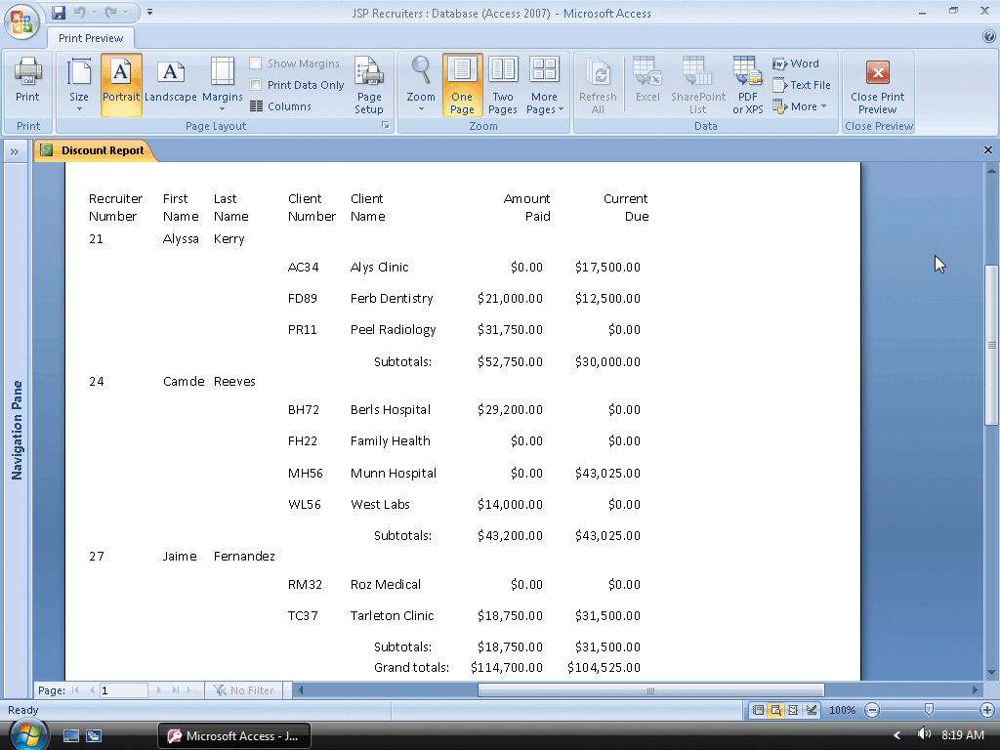 JSP Recruiters : Database (Access 2007) - Microsoft Access
Print Preview
Print
Size
Portrait
Landscape
Margins
Show Margins
Print Data Only
Columns
Page Setup
Zoom
One Page
Two Pages
More Pages
Refresh All
Excel
SharePoint List
PDF or XPS
Word
Text File
More
Close Print Preview
Print
Page Layout
Zoom
Data
Close Preview
Discount Report
Navigation Pane
Recruiter First Last Client Client Amount Current
Number Name Name Number Name Paid Due
21 Alyssa Kerry
AC34 Alys Clinic $0.00 $17,500.00
FD89 Ferb Dentistry $21,000.00 $12,500.00
PR11 Peel Radiology $31,750.00 $0.00
Subtotals: $52,750.00 $30,000.00
24 Camde Reeves
BH72 Berls Hospital $29,200.00 $0.00
FH22 Family Health $0.00 $0.00
MH56 Munn Hospital $0.00 $43,025.00
WL56 West Labs $14,000.00 $0.00
Subtotals: $43,200.00 $43,025.00
27 Jaime Fernandez
RM32 Roz Medical $0.00 $0.00
TC37 Tarleton Clinic $18,750.00 $31,500.00
Subtotals: $18,750.00 $31,500.00
Grand totals: $114,700.00 $104,525.00
Page: 1 No Filter
Ready 100%
Microsoft Access - J... 8:19 AM